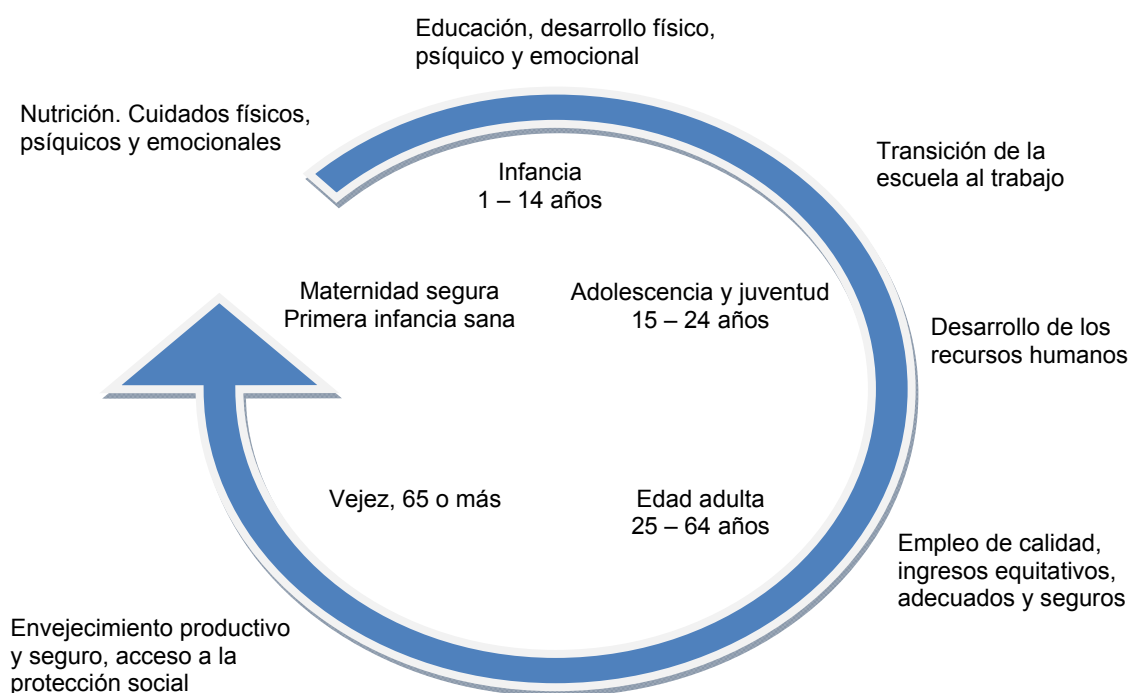 Educación, desarrollo físico,
psíquico y emocional
Nutrición. Cuidados físicos,
psíquicos y emocionales
Transición de la
escuela al trabajo
Infancia
1 – 14 años
Maternidad segura
Primera infancia sana
Adolescencia y juventud
15 – 24 años
Desarrollo de los
recursos humanos
Vejez, 65 o más
Edad adulta
25 – 64 años
Empleo de calidad,
ingresos equitativos,
adecuados y seguros
Envejecimiento productivo
y seguro, acceso a la
protección social